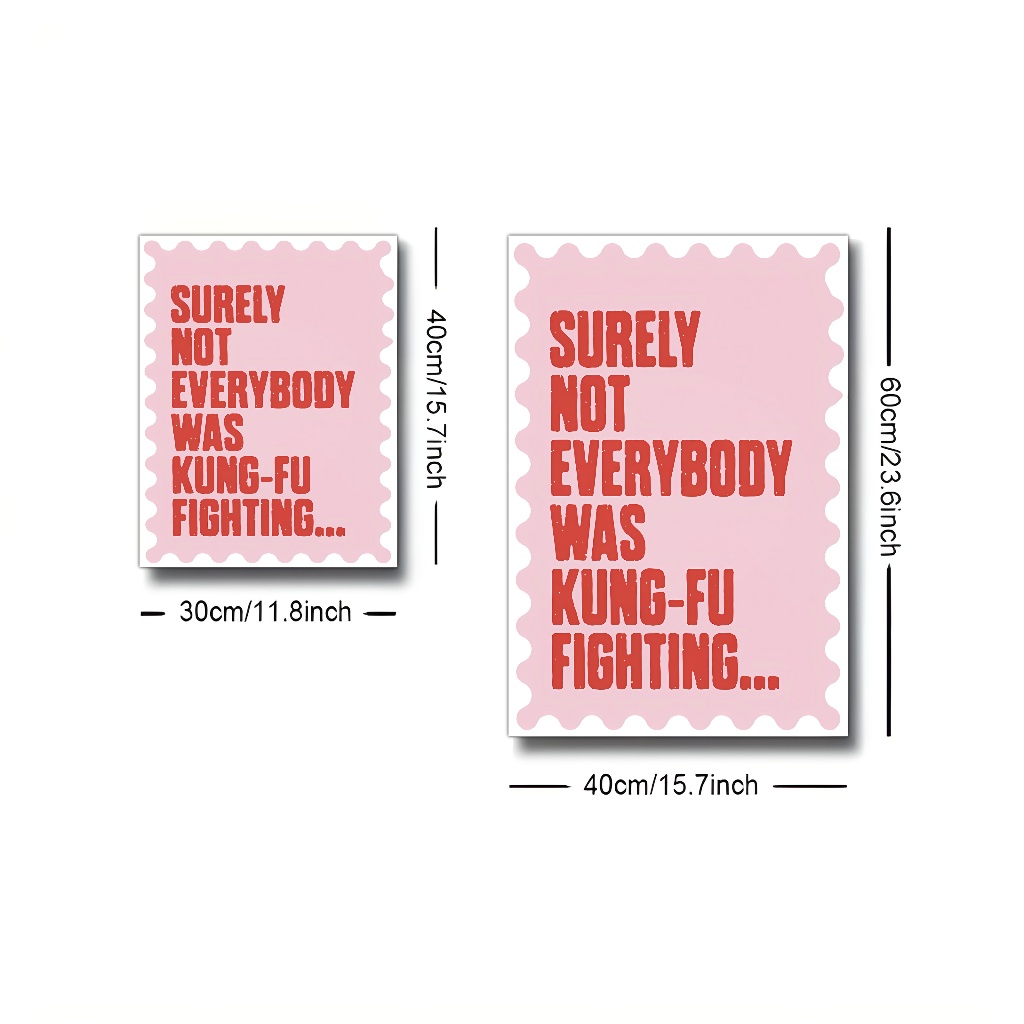 SURELY
NOT
EVERYBODY
WAS
KUNG-FU
FIGHTING...
40cm/15.7inch
30cm/11.8inch
SURELY
NOT
EVERYBODY
WAS
KUNG-FU
FIGHTING...
60cm/23.6inch
40cm/15.7inch